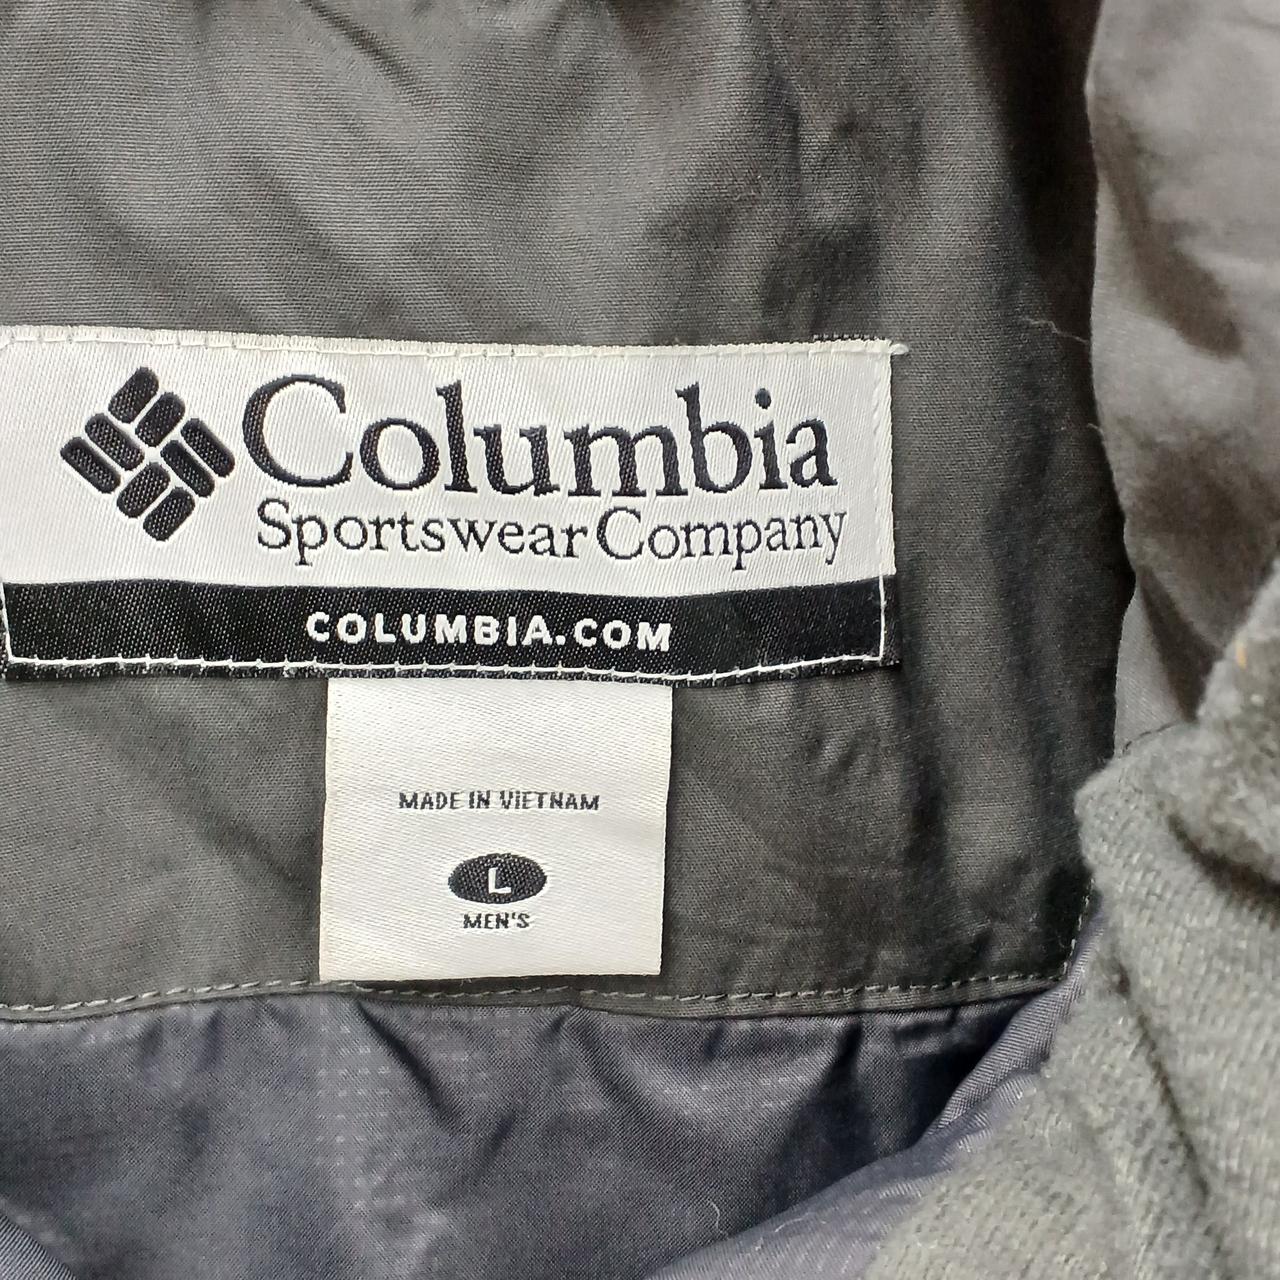 Columbia
Sportswear Company
COLUMBIA.COM
MADE IN VIETNAM
L
MEN'S